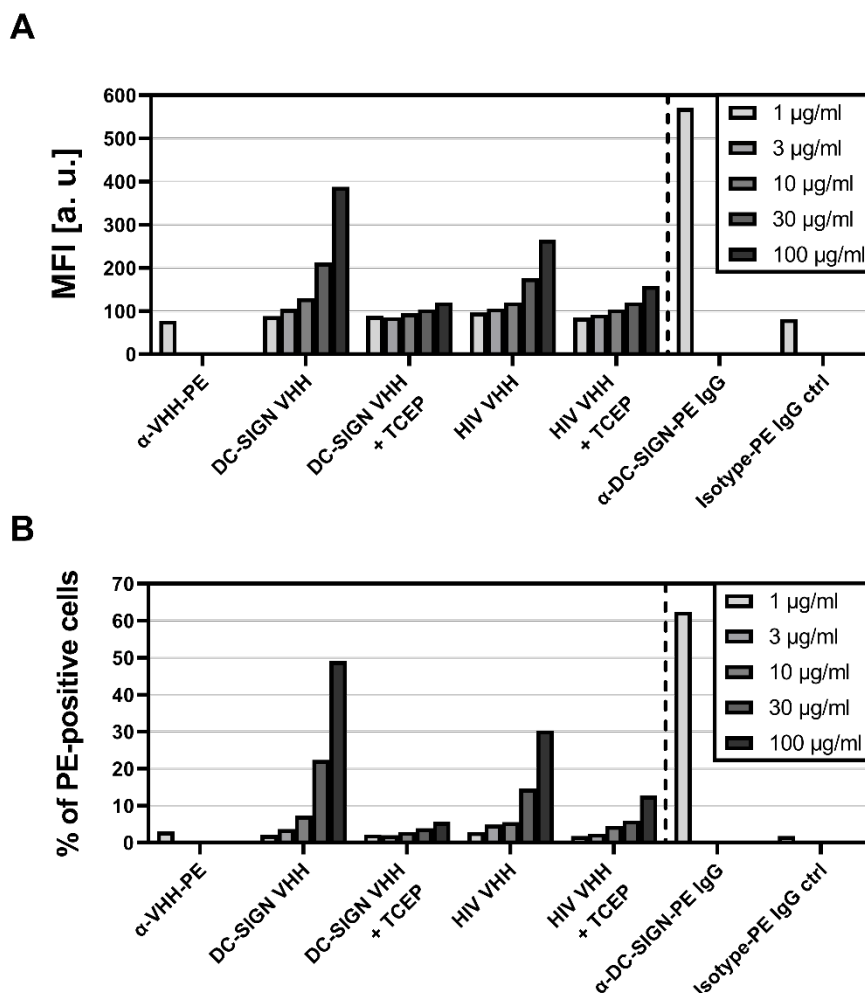 A
MFI [a. u.]
600
500
400
300
200
100
0
1 µg/ml
3 µg/ml
10 µg/ml
30 µg/ml
100 µg/ml
α-VHH-PE
DC-SIGN VHH
DC-SIGN VHH
+ TCEP
HIV VHH
HIV VHH
+ TCEP
α-DC-SIGN-PE IgG
Isotype-PE IgG ctrl
B
% of PE-positive cells
70
60
50
40
30
20
10
0
1 µg/ml
3 µg/ml
10 µg/ml
30 µg/ml
100 µg/ml
α-VHH-PE
DC-SIGN VHH
DC-SIGN VHH
+ TCEP
HIV VHH
HIV VHH
+ TCEP
α-DC-SIGN-PE IgG
Isotype-PE IgG ctrl